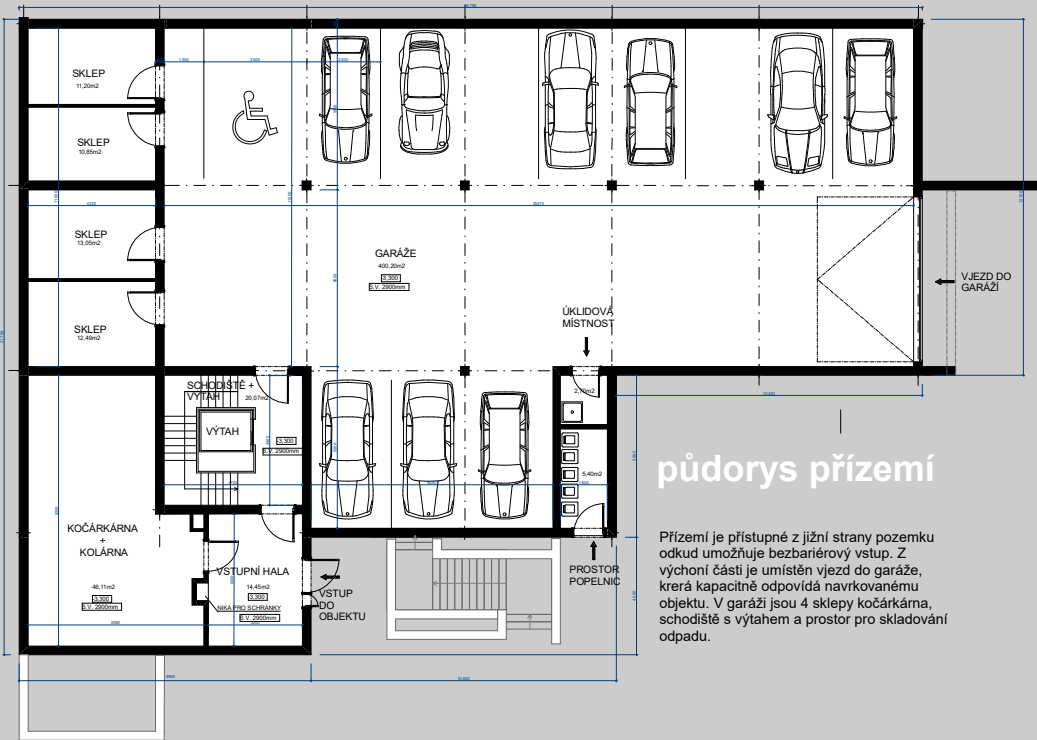 SKLEP
11,20m2
SKLEP
10,85m2
SKLEP
13,05m2
SKLEP
12,49m2
GARÁŽE
400,20m2
-3,300
S.V. 2900mm
VJEZD DO
GARÁŽÍ
ÚKLIDOVÁ
MÍSTNOST
SCHODIŠTĚ +
VÝTAH
20,07m2
VÝTAH
-3,300
S.V. 2900mm
5,40m2
půdorys přízemí
KOČÁRKÁRNA
+
KOLÁRNA
46,11m2
-3,300
S.V. 2900mm
VSTUPNÍ HALA
14,45m2
-3,300
NIKA PRO SCHRÁNKY
S.V. 2900mm
VSTUP
DO
OBJEKTU
PROSTOR
POPELNIC
Přízemí je přístupné z jižní strany pozemku
odkud umožňuje bezbariérový vstup. Z
výchoní části je umístěn vjezd do garáže,
krerá kapacitně odpovídá navrkovanému
objektu. V garáži jsou 4 sklepy kočárkárna,
schodiště s výtahem a prostor pro skladování
odpadu.